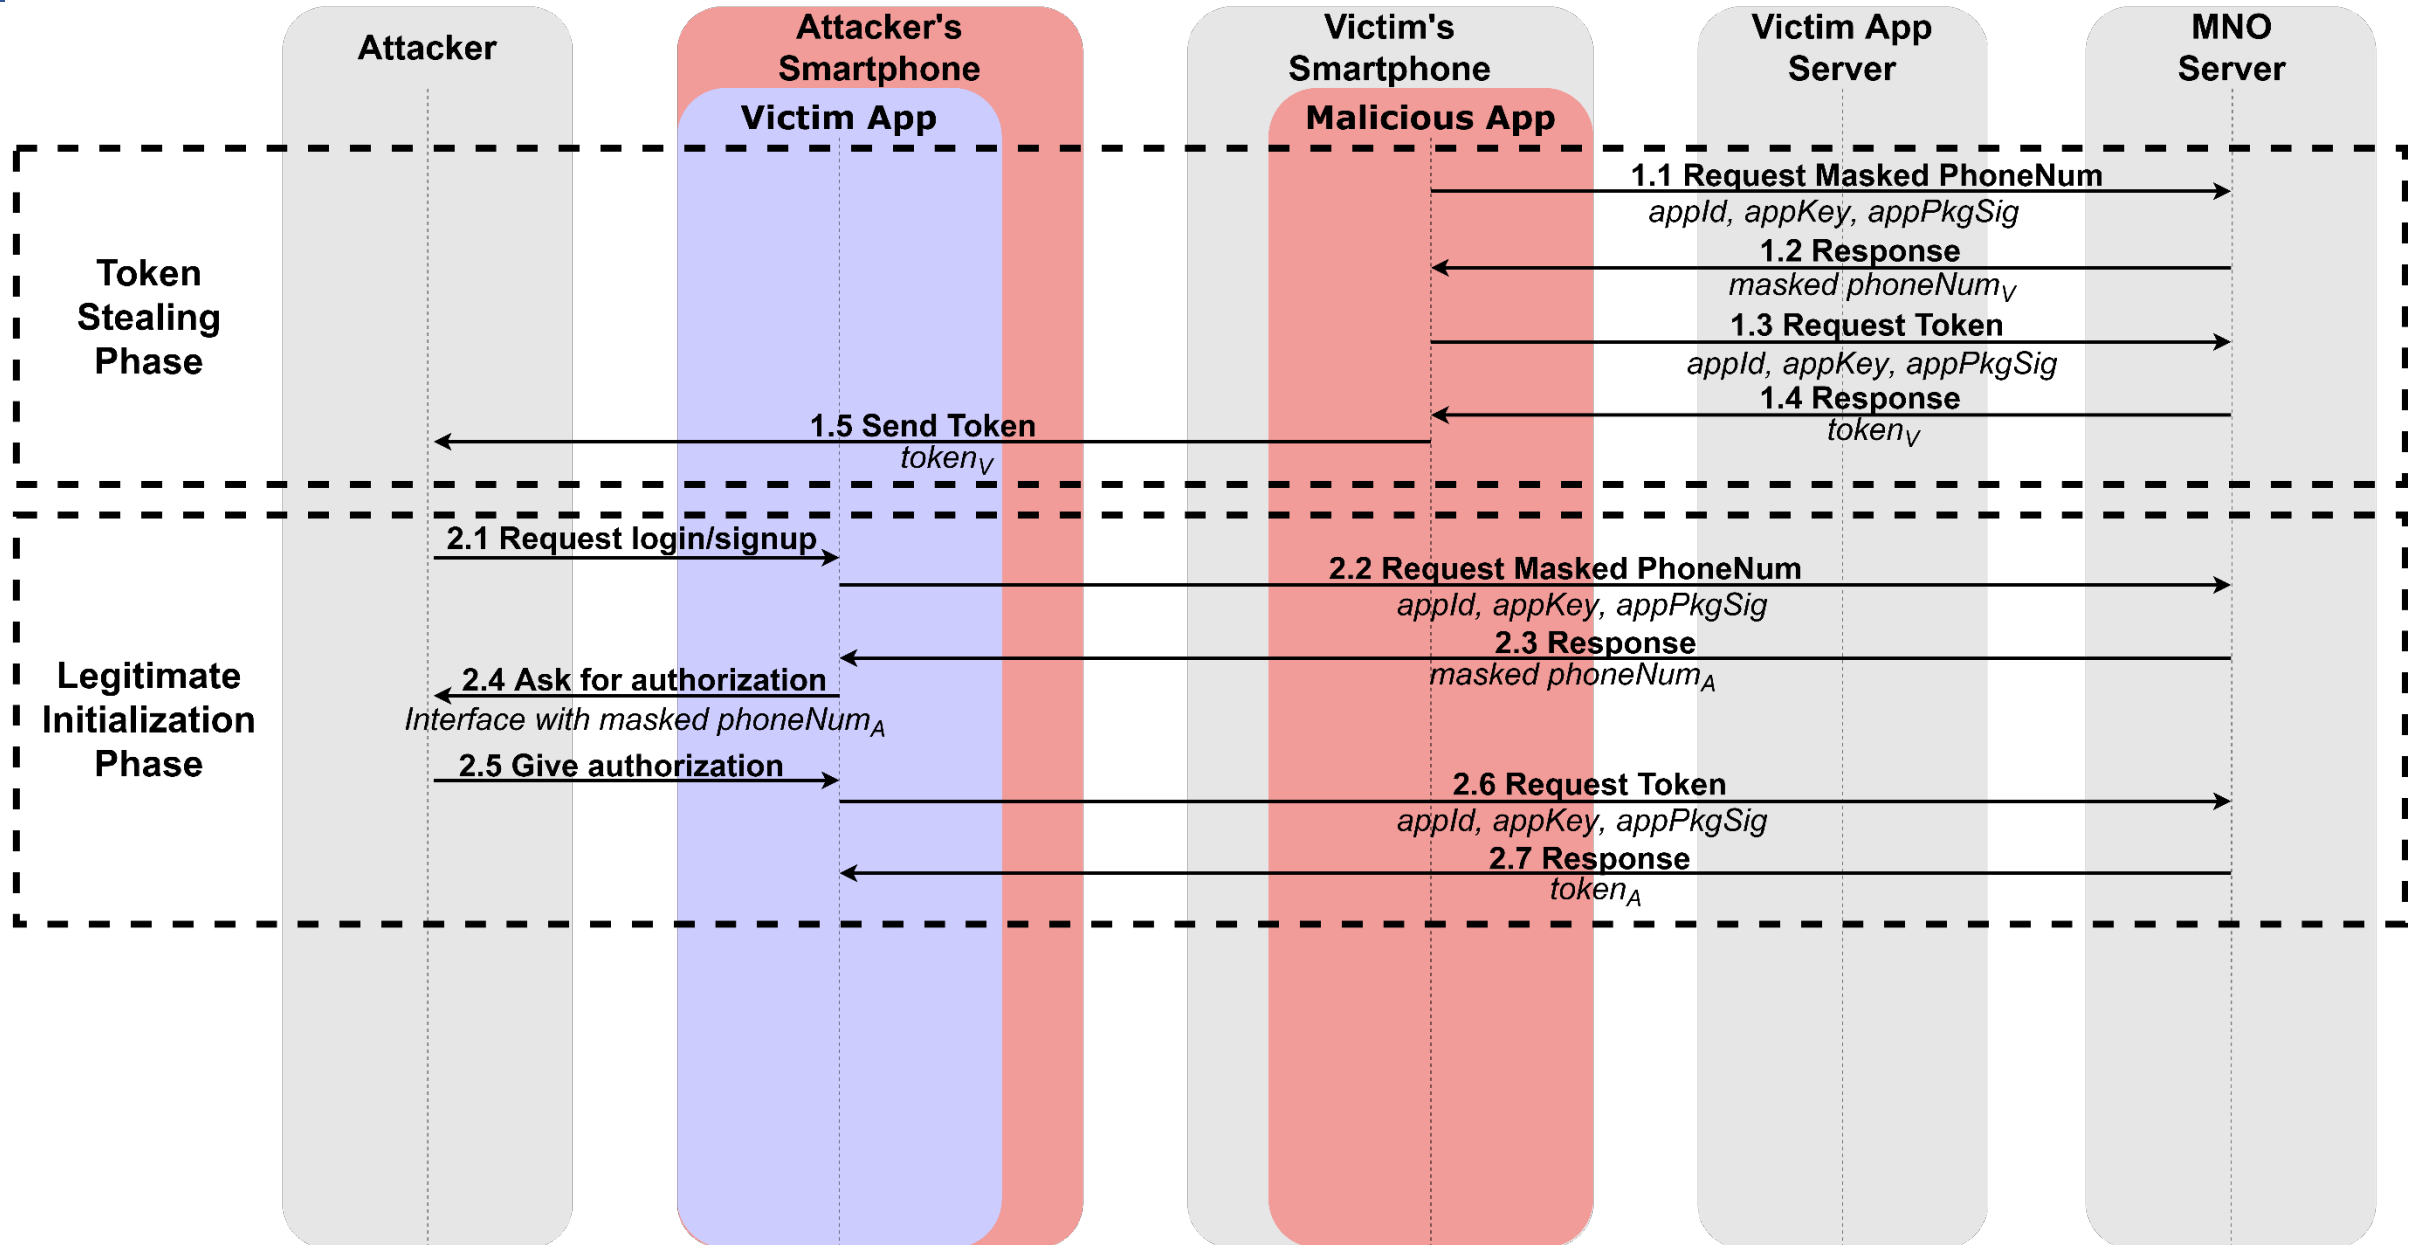 Attacker
Attacker's
Smartphone
Victim's
Smartphone
Victim App
Server
MNO
Server
Victim App
Malicious App
Token
Stealing
Phase
1.1 Request Masked PhoneNum
appId, appKey, appPkgSig
1.2 Response
masked phoneNumV
1.3 Request Token
appId, appKey, appPkgSig
1.4 Response
tokenV
1.5 Send Token
tokenV
Legitimate
Initialization
Phase
2.1 Request login/signup
2.2 Request Masked PhoneNum
appId, appKey, appPkgSig
2.3 Response
masked phoneNumA
2.4 Ask for authorization
Interface with masked phoneNumA
2.5 Give authorization
2.6 Request Token
appId, appKey, appPkgSig
2.7 Response
tokenA